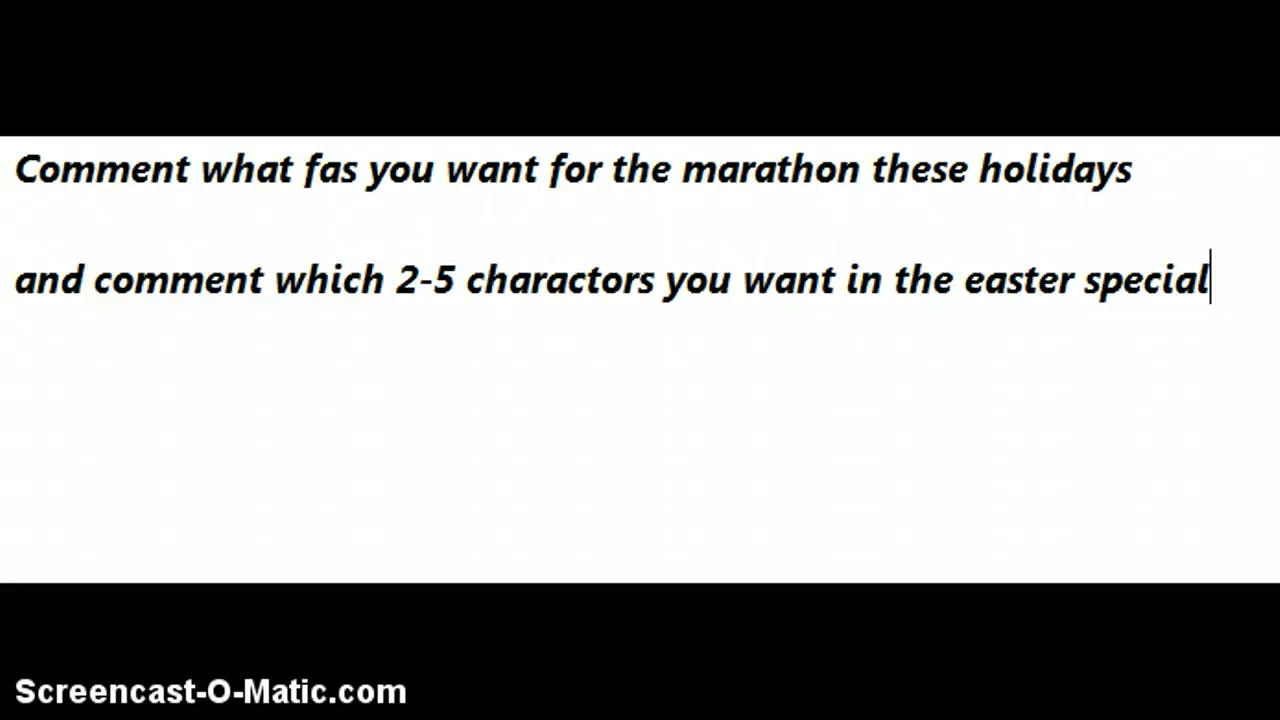 Comment what fas you want for the marathon these holidays
and comment which 2-5 charactors you want in the easter special
Screencast-O-Matic.com